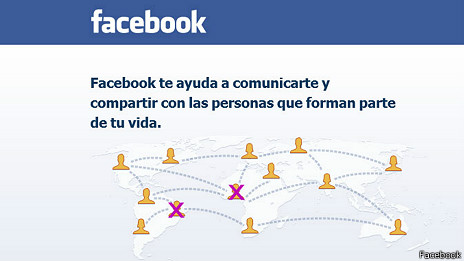 facebook
Facebook te ayuda a comunicarte y
compartir con las personas que forman parte
de tu vida.
Facebook